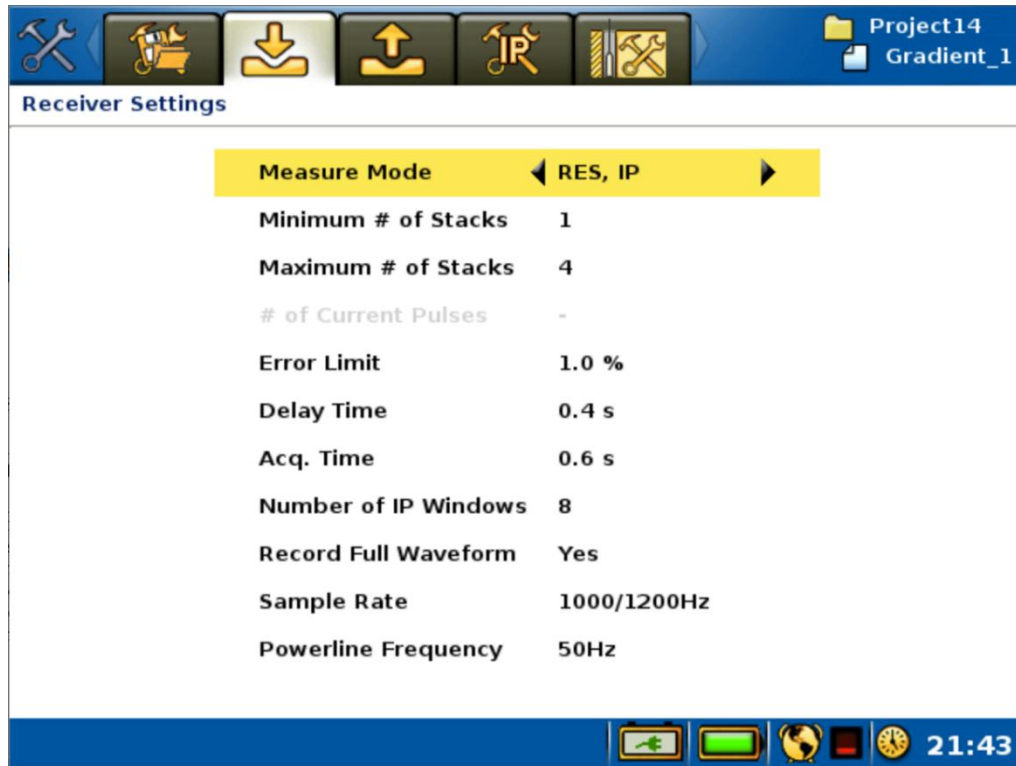 IR
Project14
Gradient_1
Receiver Settings
Measure Mode RES, IP
Minimum # of Stacks 1
Maximum # of Stacks 4
# of Current Pulses -
Error Limit 1.0 %
Delay Time 0.4 s
Acq. Time 0.6 s
Number of IP Windows 8
Record Full Waveform Yes
Sample Rate 1000/1200Hz
Powerline Frequency 50Hz
21:43